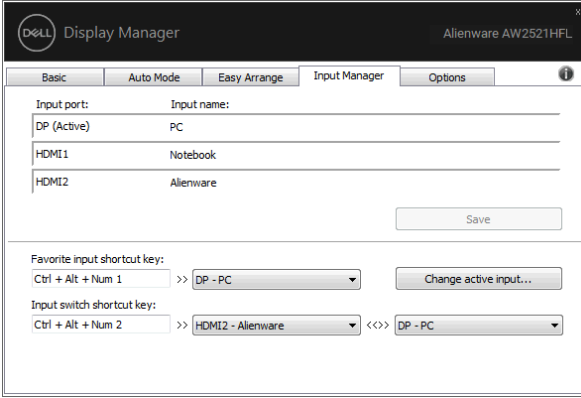 DELL Display Manager Alienware AW2521HFL
Basic Auto Mode Easy Arrange Input Manager Options
Input port: Input name:
DP (Active) PC
HDMI1 Notebook
HDMI2 Alienware
Save
Favorite input shortcut key:
Ctrl + Alt + Num 1 >> DP - PC Change active input...
Input switch shortcut key:
Ctrl + Alt + Num 2 >> HDMI2 - Alienware <<>> DP - PC